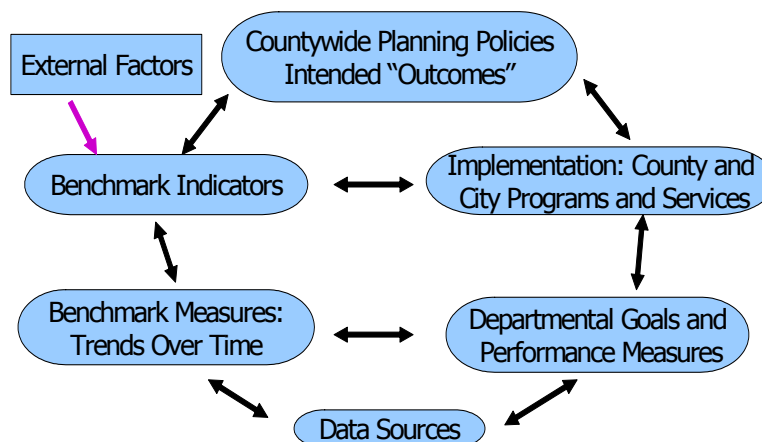 External Factors
Countywide Planning Policies
Intended “Outcomes”
Benchmark Indicators
Implementation: County and
City Programs and Services
Benchmark Measures:
Trends Over Time
Departmental Goals and
Performance Measures
Data Sources